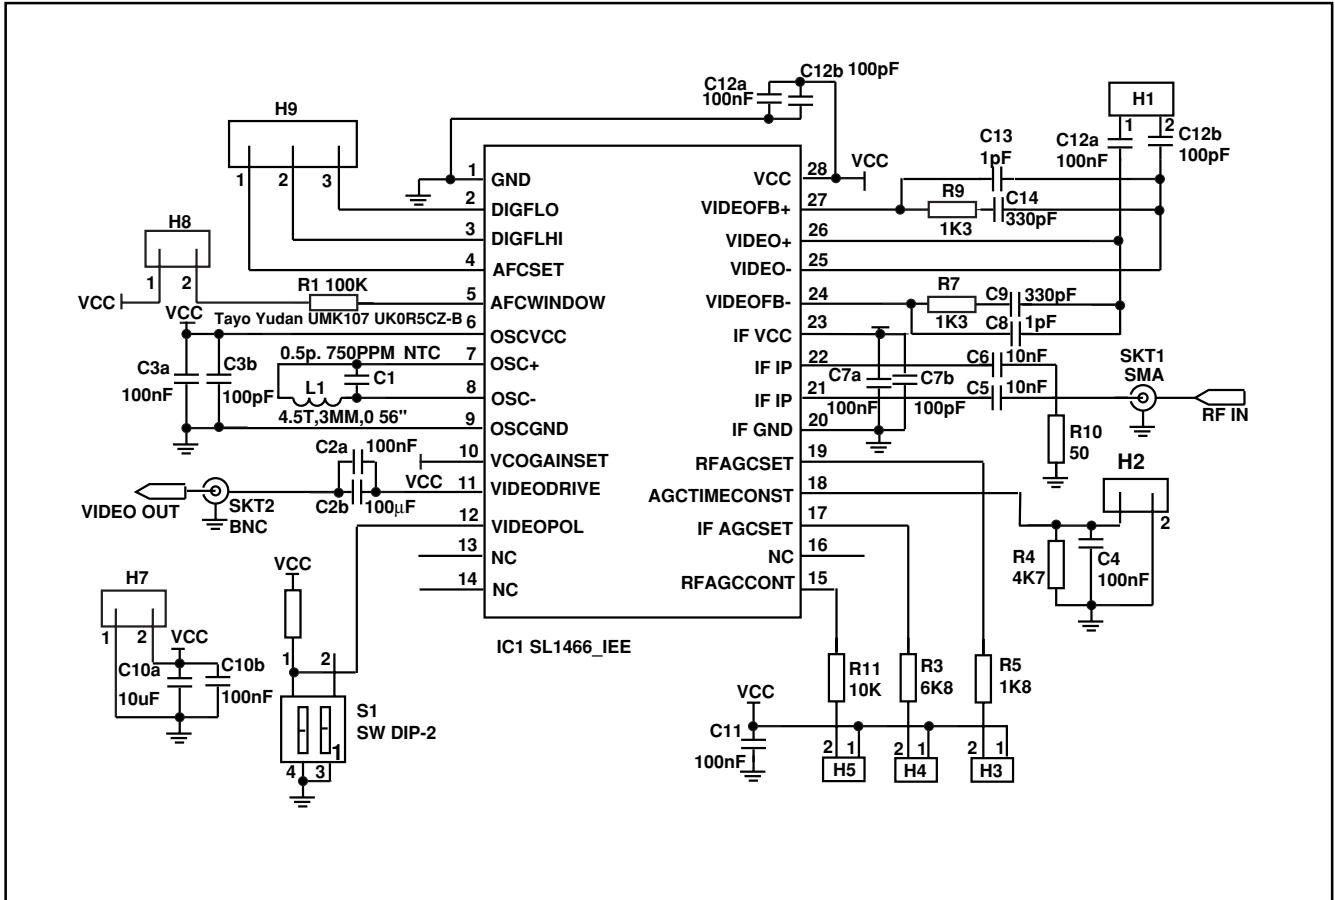 C12b 100pF
C12a
100nF
H9
1
2
3
H8
1
2
VCC
R1 100K
VCC
Tayo Yudan UMK107 UK0R5CZ-B
C3a
100nF
C3b
100pF
0.5p. 750PPM NTC
L1
C1
4.5T,3MM,0 56"
C2a
100nF
VCC
C2b
100µF
VIDEO OUT
SKT2
BNC
1
2
3
4
5
6
7
8
9
10
11
12
13
14
GND
DIGFLO
DIGFLHI
AFCSET
AFCWINDOW
OSCVCC
OSC+
OSC-
OSCGND
VCOGAINSET
VIDEODRIVE
VIDEOPOL
NC
NC
VCC
VIDEOFB+
VIDEO+
VIDEO-
VIDEOFB-
IF VCC
IF IP
IF IP
IF GND
RFAGCSET
AGCTIMECONST
IF AGCSET
NC
RFAGCCONT
28
27
26
25
24
23
22
21
20
19
18
17
16
15
IC1 SL1466_IEE
VCC
C13
1pF
R9
1K3
C14
330pF
H1
1
2
C12a
100nF
C12b
100pF
R7
1K3
C9
330pF
C8
1pF
C6
10nF
C5
10nF
C7a
100nF
C7b
100pF
SKT1
SMA
RF IN
R10
50
H2
2
R4
4K7
C4
100nF
H7
1
2
VCC
C10a
10uF
C10b
100nF
VCC
1
2
S1
SW DIP-2
1
4
3
VCC
C11
100nF
R11
10K
R3
6K8
R5
1K8
2
1
2
1
2
1
H5
H4
H3